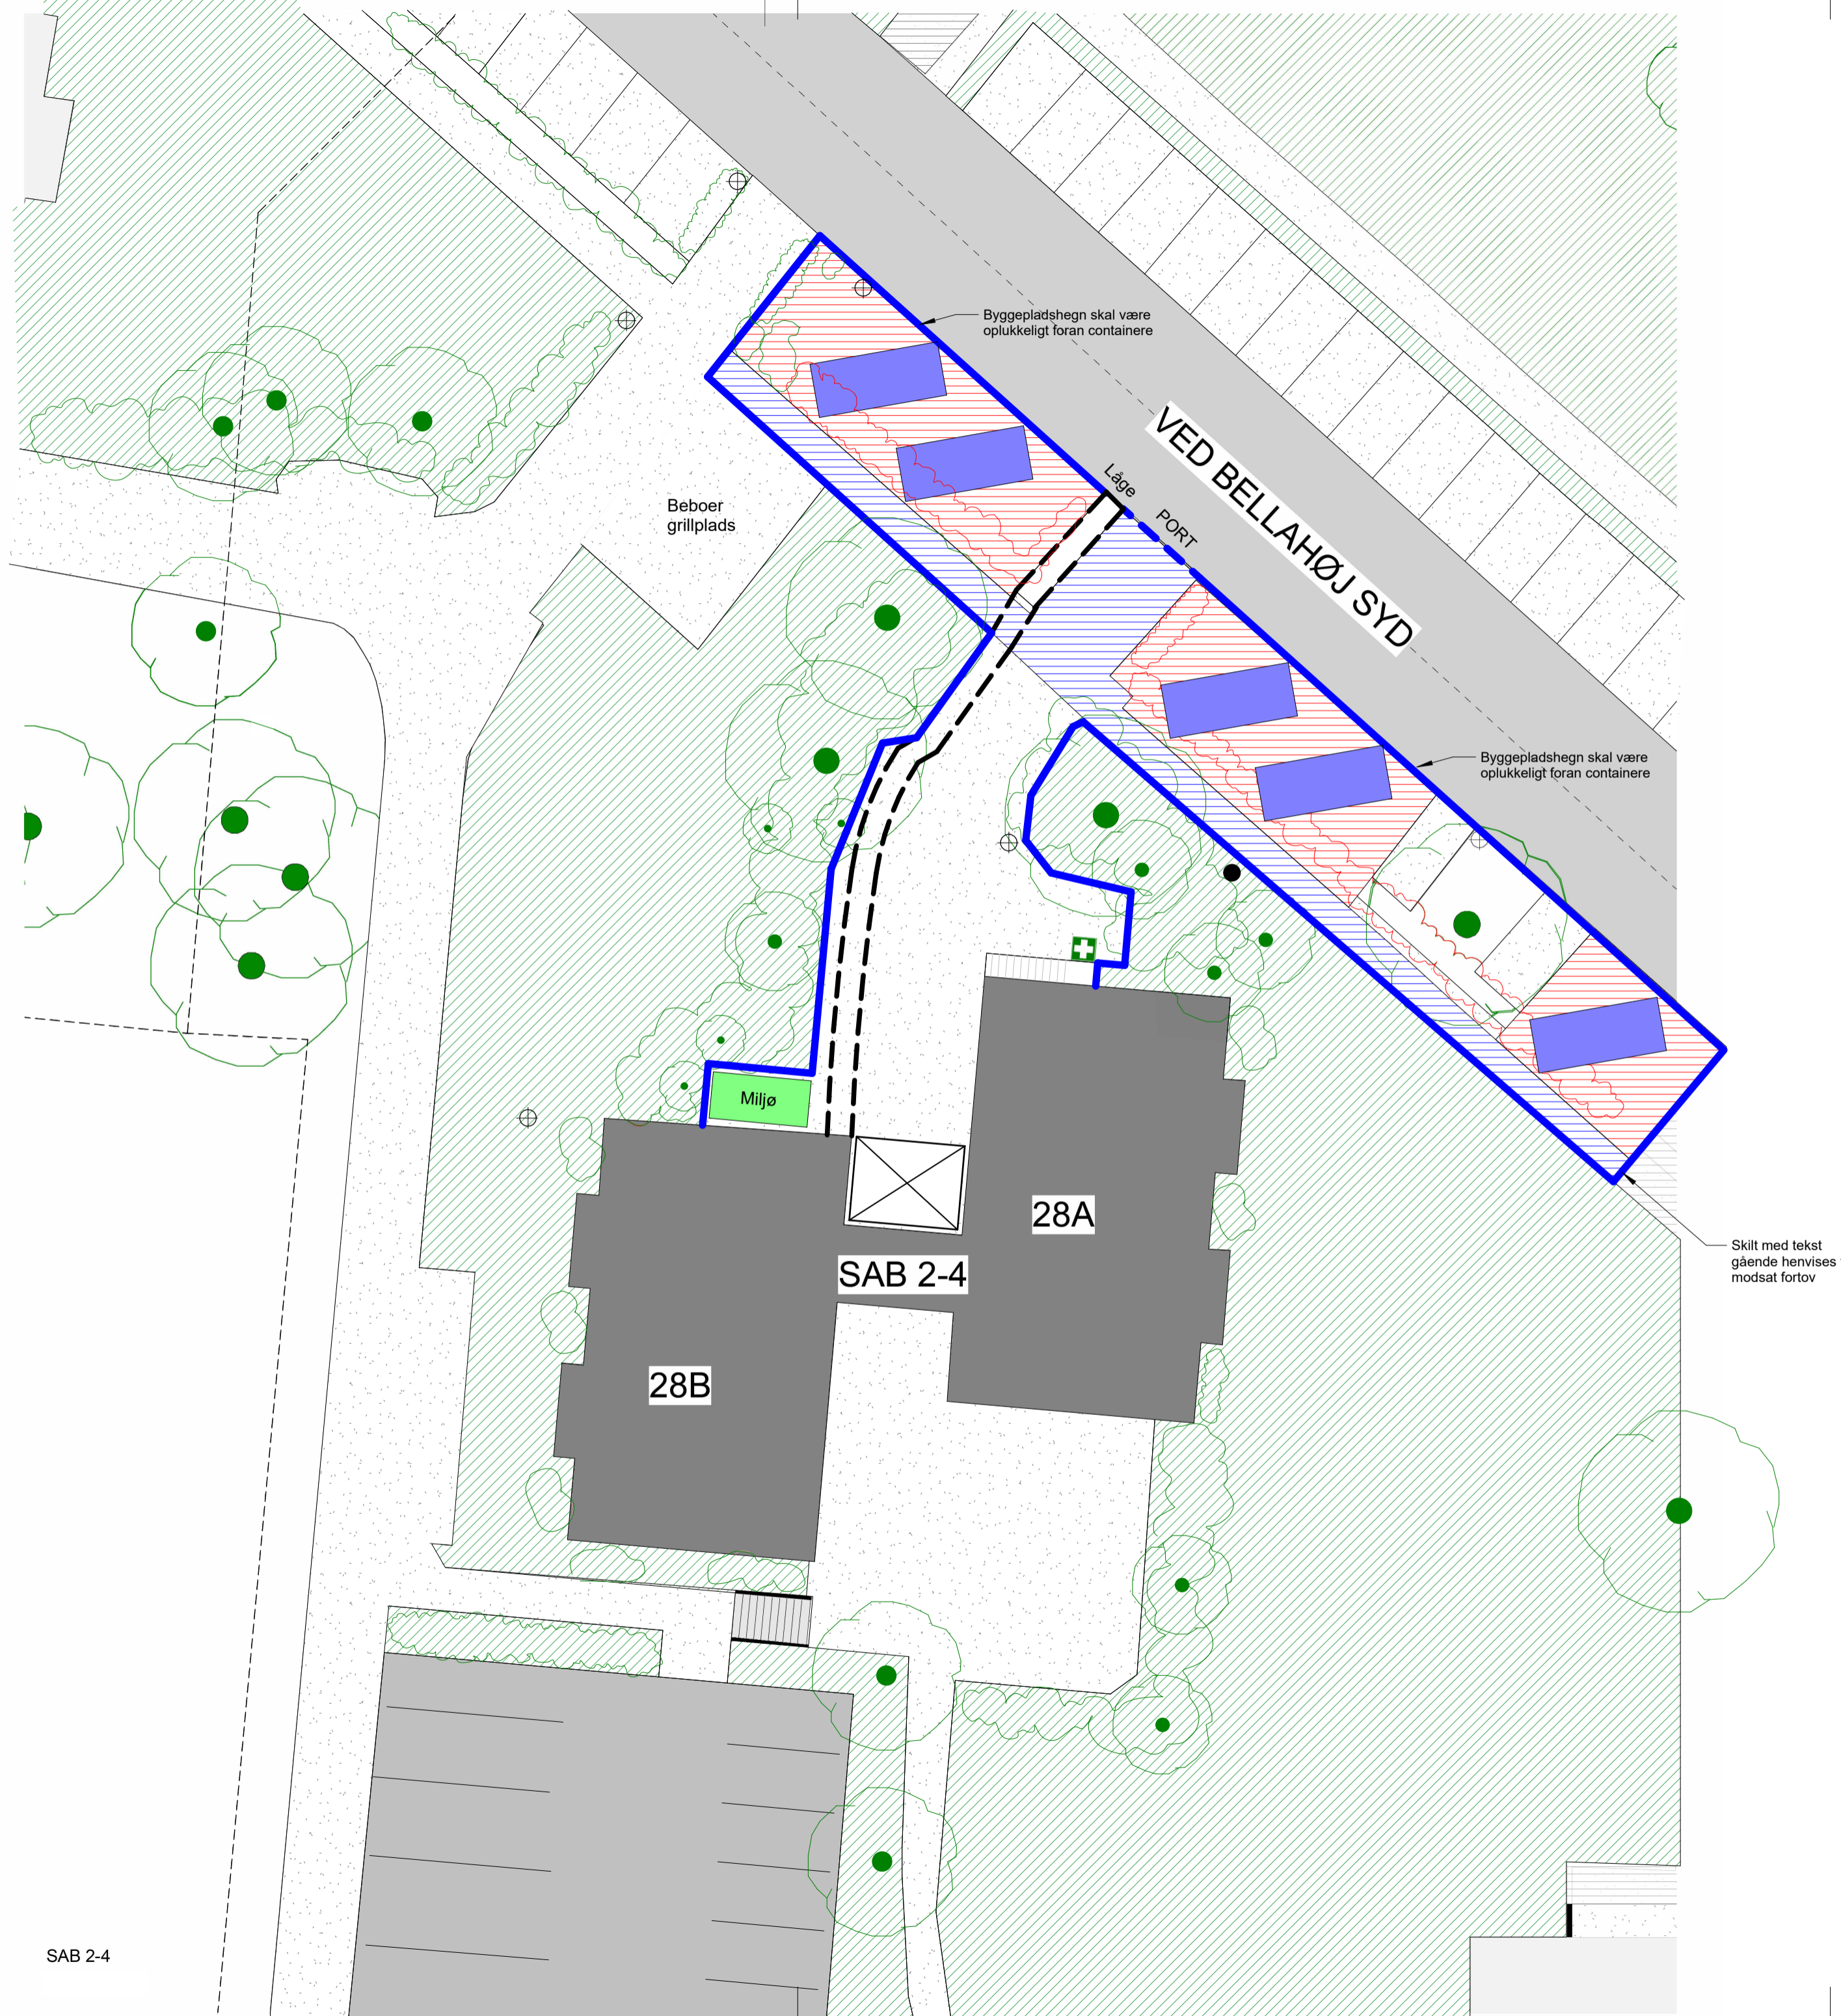 Byggepladshegn skal være
oplukkeligt foran containere
VED BELLAHØJ SYD
Låge
PORT
Beboer
grillplads
Byggepladshegn skal være
oplukkeligt foran containere
Miljø
28A
SAB 2-4
Skilt med tekst
gående henvises
modsat fortov
28B
SAB 2-4